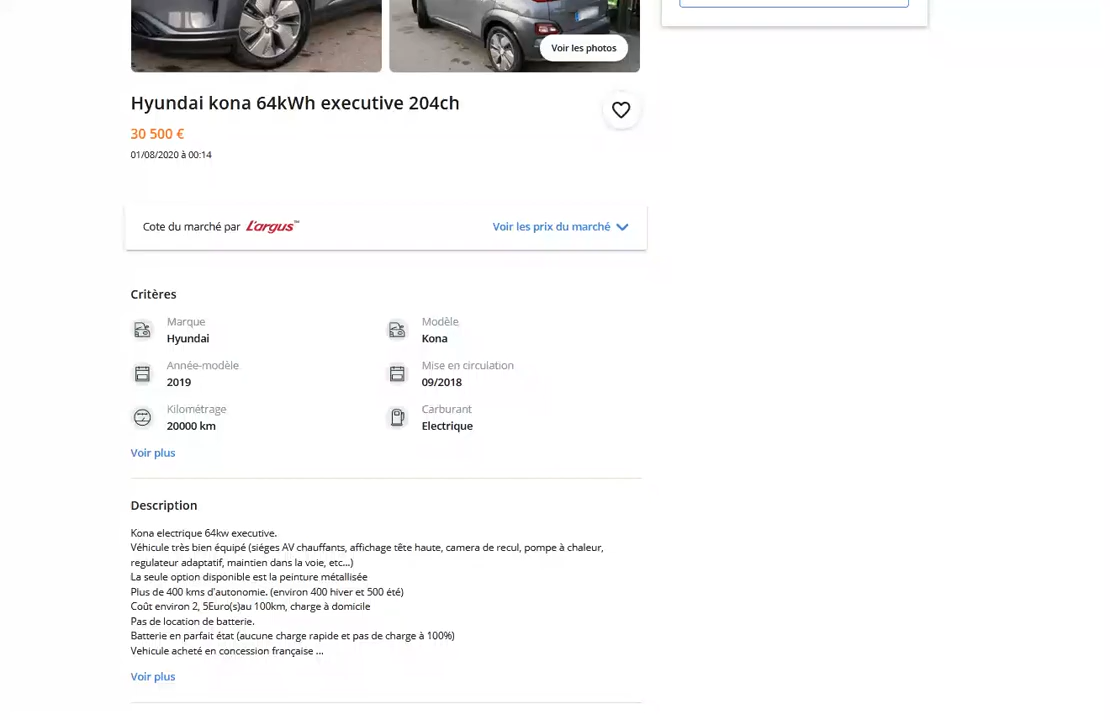 Voir les photos
Hyundai kona 64kWh executive 204ch
30 500 €
01/08/2020 à 00:14
Cote du marché par L'argus™
Voir les prix du marché
Critères
Marque
Hyundai
Modèle
Kona
Année-modèle
2019
Mise en circulation
09/2018
Kilométrage
20000 km
Carburant
Electrique
Voir plus
Description
Kona electrique 64kw executive.
Véhicule très bien équipé (siéges AV chauffants, affichage tête haute, camera de recul, pompe à chaleur,
regulateur adaptatif, maintien dans la voie, etc...)
La seule option disponible est la peinture métallisée
Plus de 400 kms d'autonomie. (environ 400 hiver et 500 été)
Coût environ 2, 5Euro(s)au 100km, charge à domicile
Pas de location de batterie.
Batterie en parfait état (aucune charge rapide et pas de charge à 100%)
Vehicule acheté en concession française ...
Voir plus